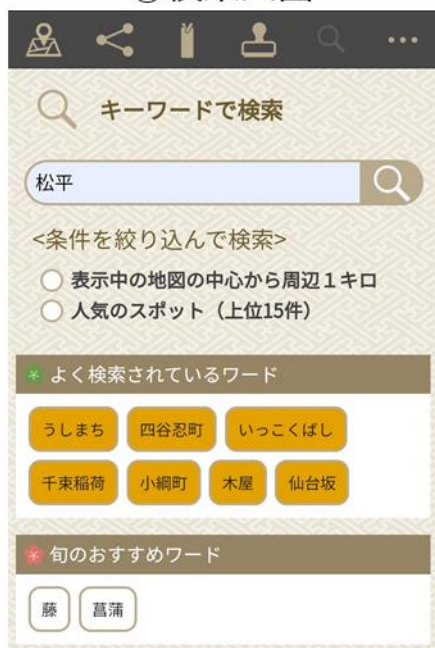 キーワードで検索
松平
<条件を絞り込んで検索>
表示中の地図の中心から周辺１キロ
人気のスポット（上位15件）
よく検索されているワード
うしまち 四谷忍町 いっこくばし
千束稲荷 小網町 木屋 仙台坂
旬のおすすめワード
藤 菖蒲